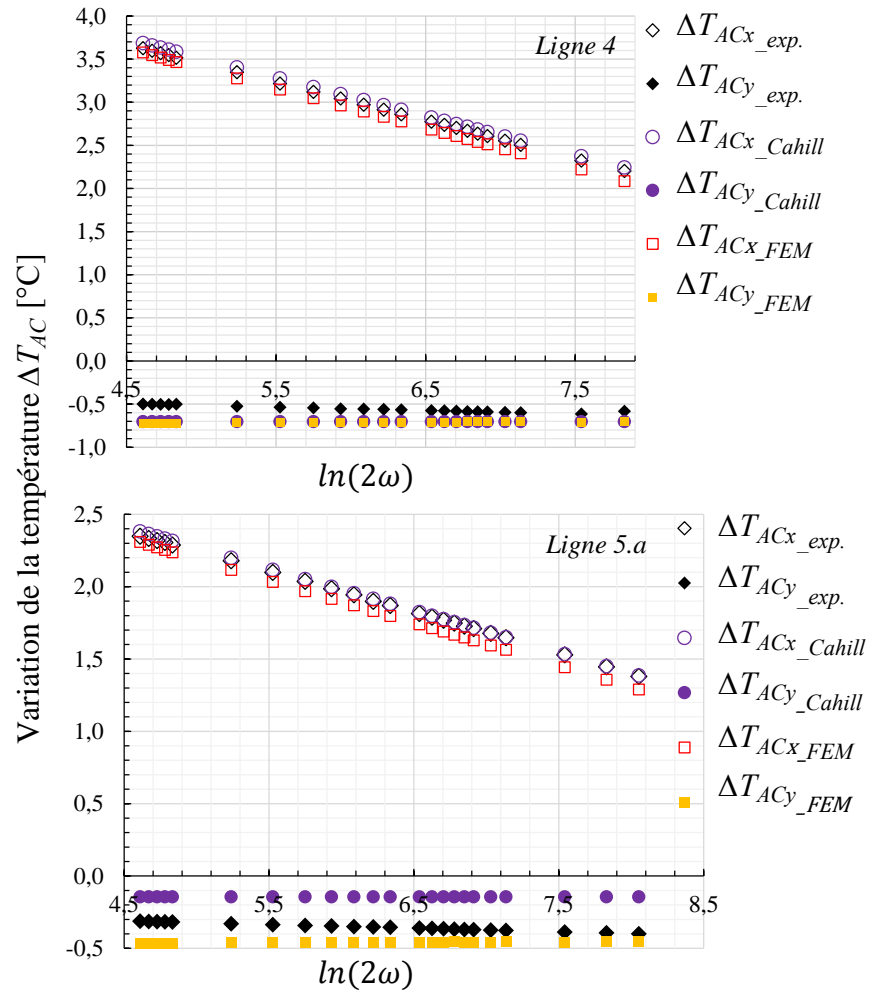 Variation de la température ΔT_AC [°C]
4,0
3,5
3,0
2,5
2,0
1,5
1,0
0,5
0,0
-0,5
-1,0
4,5 5,5 6,5 7,5
Ligne 4
ln(2ω)
ΔT_ACx_exp.
ΔT_ACy_exp.
ΔT_ACx_Cahill
ΔT_ACy_Cahill
ΔT_ACx_FEM
ΔT_ACy_FEM
2,5
2,0
1,5
1,0
0,5
0,0
-0,5
4,5 5,5 6,5 7,5 8,5
Ligne 5.a
ln(2ω)
ΔT_ACx_exp.
ΔT_ACy_exp.
ΔT_ACx_Cahill
ΔT_ACy_Cahill
ΔT_ACx_FEM
ΔT_ACy_FEM